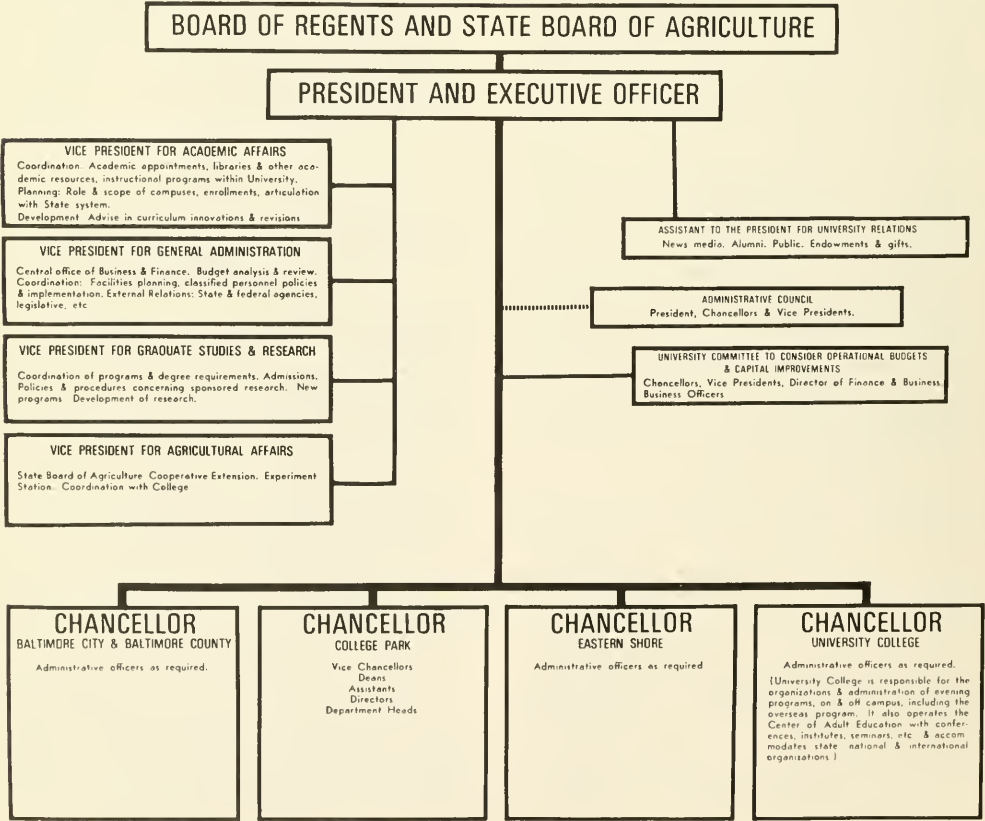 BOARD OF REGENTS AND STATE BOARD OF AGRICULTURE
PRESIDENT AND EXECUTIVE OFFICER
VICE PRESIDENT FOR ACADEMIC AFFAIRS
Coordination. Academic appointments, libraries & other aca-
demic resources, instructional programs within University.
Planning: Role & scope of campuses, enrollments, articulation
with State system.
Development Advise in curriculum innovations & revisions
VICE PRESIDENT FOR GENERAL ADMINISTRATION
Central office of Business & Finance. Budget analysis & review.
Coordination: Facilities planning, classified personnel policies
& implementation. External Relations: State & federal agencies,
legislative, etc
VICE PRESIDENT FOR GRADUATE STUDIES & RESEARCH
Coordination of programs & degree requirements. Admissions.
Policies & procedures concerning sponsored research. New
programs Development of research.
VICE PRESIDENT FOR AGRICULTURAL AFFAIRS
State Board of Agriculture Cooperative Extension. Experiment
Station. Coordination with College
ASSISTANT TO THE PRESIDENT FOR UNIVERSITY RELATIONS
News media. Alumni. Public. Endowments & gifts.
ADMINISTRATIVE COUNCIL
President, Chancellors & Vice Presidents.
UNIVERSITY COMMITTEE TO CONSIDER OPERATIONAL BUDGETS
& CAPITAL IMPROVEMENTS
Chancellors, Vice Presidents, Director of Finance & Business
Business Officers
CHANCELLOR
BALTIMORE CITY & BALTIMORE COUNTY
Administrative officers as required.
CHANCELLOR
COLLEGE PARK
Vice Chancellors
Deans
Assistants
Directors
Department Heads
CHANCELLOR
EASTERN SHORE
Administrative officers as required
CHANCELLOR
UNIVERSITY COLLEGE
Administrative officers as required.
(University College is responsible for the
organizations & administration of evening
programs, on & off campus, including the
overseas program. It also operates the
Center of Adult Education with confer-
ences, institutes, seminars, etc & accom
modates state national & international
organizations )